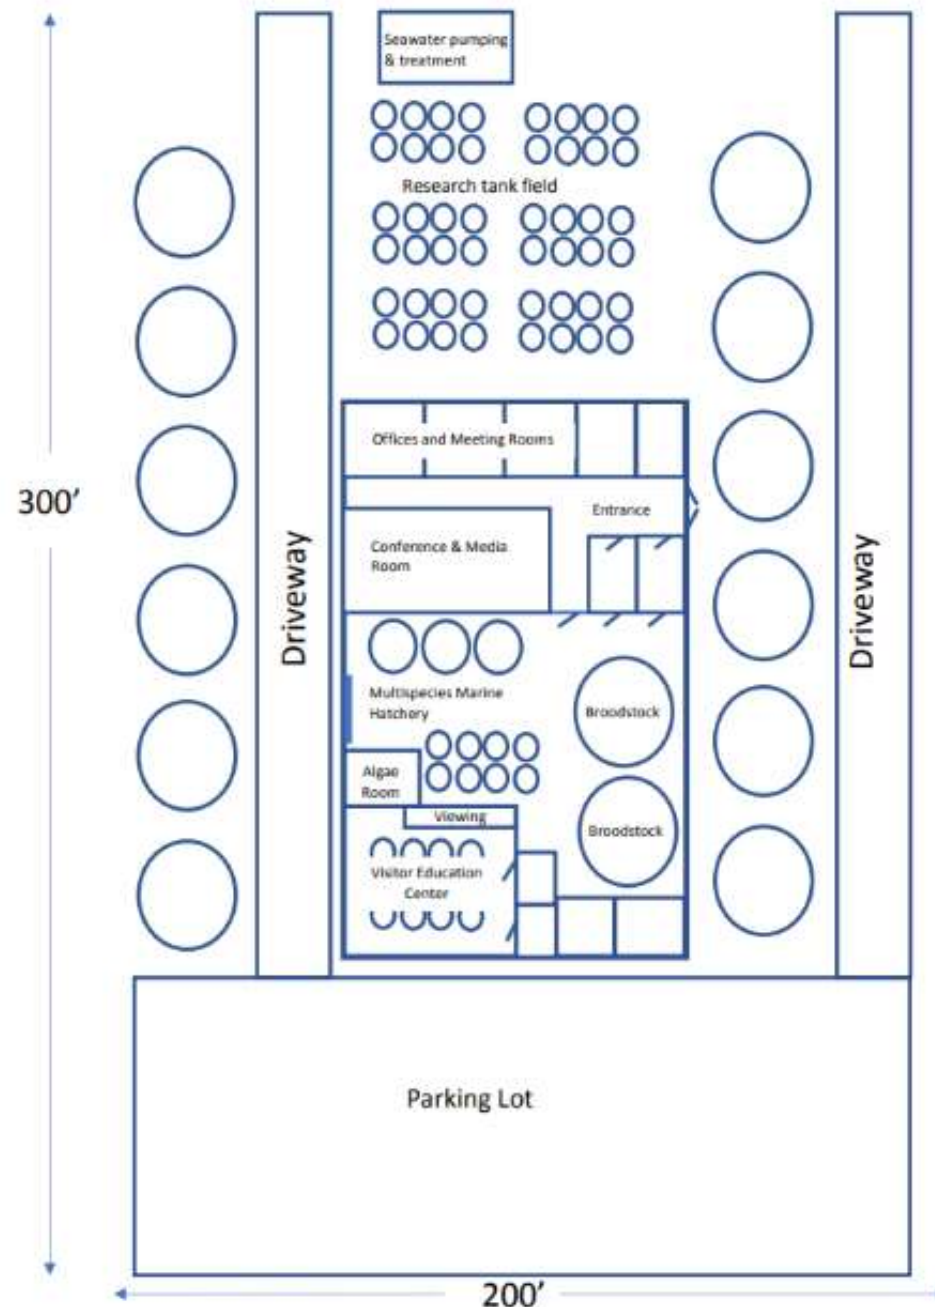 Seawater pumping
& treatment
Research tank field
300’
Offices and Meeting Rooms
Entrance
Conference & Media
Room
Driveway
Driveway
Multispecies Marine
Hatchery
Broodstock
Algae
Room
Viewing
Broodstock
Visitor Education
Center
Parking Lot
200’